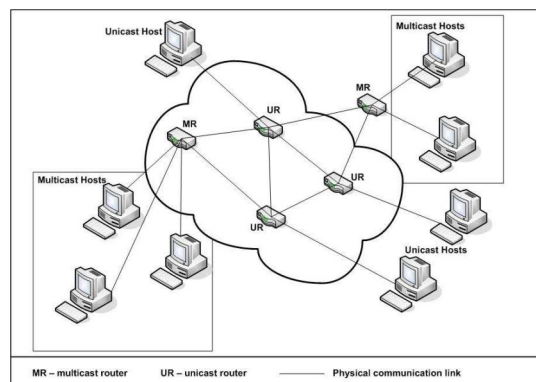 Unicast Host
Multicast Hosts
MR
UR
MR
Multicast Hosts
UR
UR
Unicast Hosts
MR – multicast router UR – unicast router Physical communication link